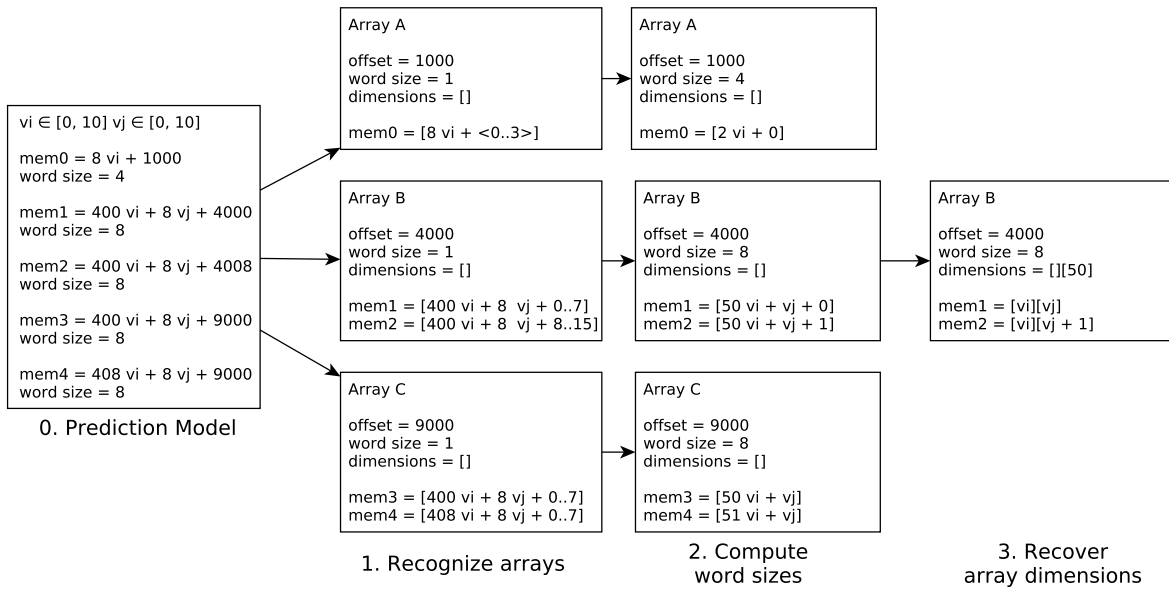 vi ∈ [0, 10] vj ∈ [0, 10]
mem0 = 8 vi + 1000
word size = 4
mem1 = 400 vi + 8 vj + 4000
word size = 8
mem2 = 400 vi + 8 vj + 4008
word size = 8
mem3 = 400 vi + 8 vj + 9000
word size = 8
mem4 = 408 vi + 8 vj + 9000
word size = 8
0. Prediction Model
Array A
offset = 1000
word size = 1
dimensions = []
mem0 = [8 vi + <0..3>]
Array B
offset = 4000
word size = 1
dimensions = []
mem1 = [400 vi + 8  vj + 0..7]
mem2 = [400 vi + 8  vj + 8..15]
Array C
offset = 9000
word size = 1
dimensions = []
mem3 = [400 vi + 8 vj + 0..7]
mem4 = [408 vi + 8 vj + 0..7]
1. Recognize arrays
Array A
offset = 1000
word size = 4
dimensions = []
mem0 = [2 vi + 0]
Array B
offset = 4000
word size = 8
dimensions = []
mem1 = [50 vi + vj + 0]
mem2 = [50 vi + vj + 1]
Array C
offset = 9000
word size = 8
dimensions = []
mem3 = [50 vi + vj]
mem4 = [51 vi + vj]
2. Compute
word sizes
Array B
offset = 4000
word size = 8
dimensions = [][50]
mem1 = [vi][vj]
mem2 = [vi][vj + 1]
3. Recover
array dimensions